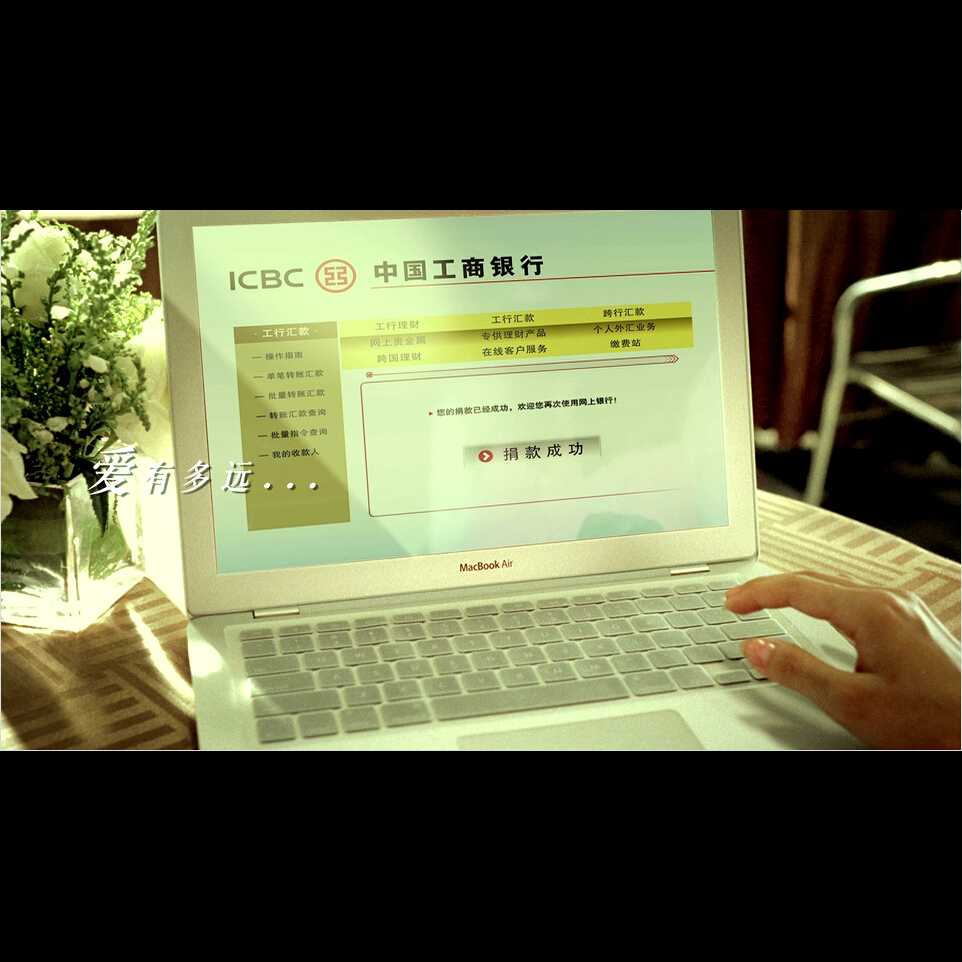 ICBC 中国工商银行
· 工行汇款 ·
— 操作指南
— 单笔转账汇款
— 批量转账汇款
— 转账汇款查询
— 批量指令查询
— 我的收款人
工行理财 工行汇款 跨行汇款
网上贵金属 专供理财产品 个人外汇业务
跨国理财 在线客户服务 缴费站
▸ 您的捐款已经成功，欢迎您再次使用网上银行！
捐款成功
爱有多远...
MacBook Air